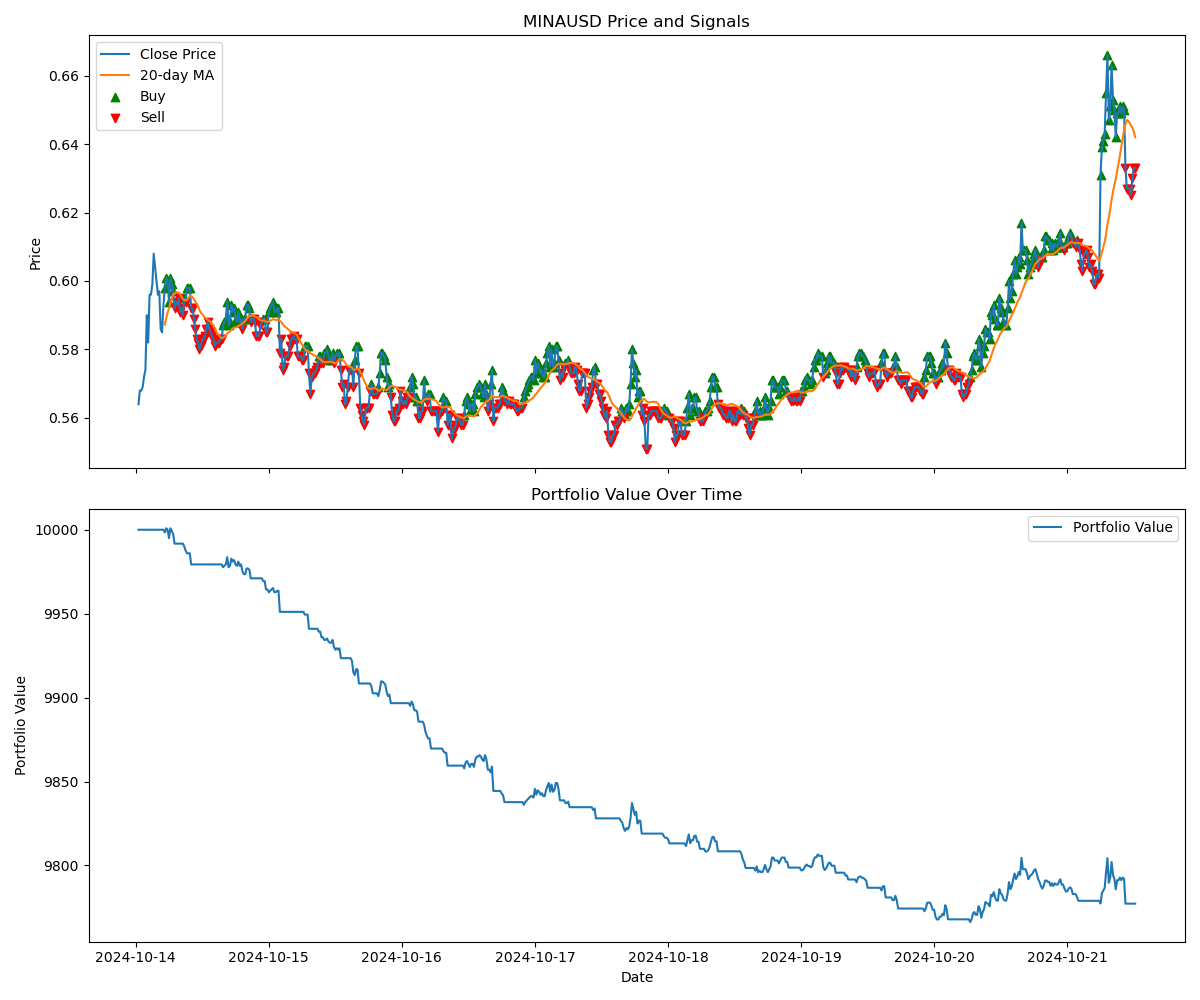 MINAUSD Price and Signals
Close Price
20-day MA
Buy
Sell
0.66
0.64
0.62
0.60
0.58
0.56
Price
Portfolio Value Over Time
Portfolio Value
10000
9950
9900
9850
9800
Portfolio Value
2024-10-14
2024-10-15
2024-10-16
2024-10-17
2024-10-18
2024-10-19
2024-10-20
2024-10-21
Date